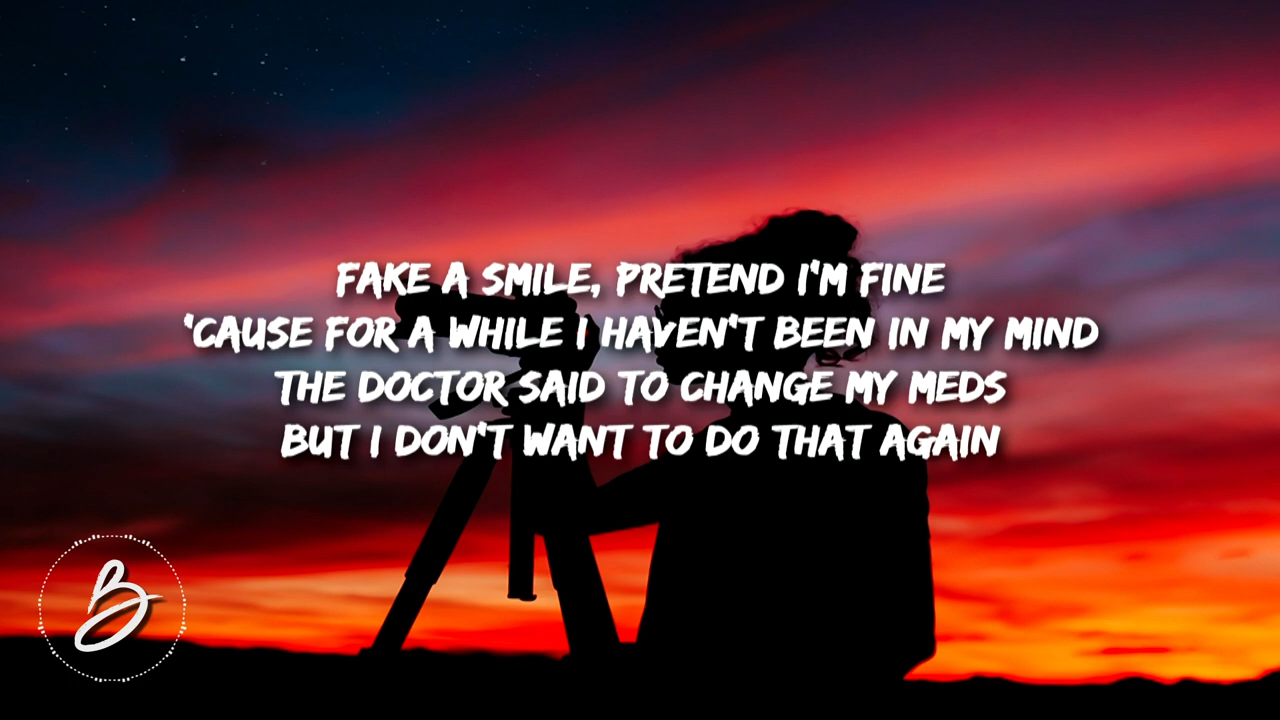 FAKE A SMILE, PRETEND I'M FINE
'CAUSE FOR A WHILE I HAVEN'T BEEN IN MY MIND
THE DOCTOR SAID TO CHANGE MY MEDS
BUT I DON'T WANT TO DO THAT AGAIN
B